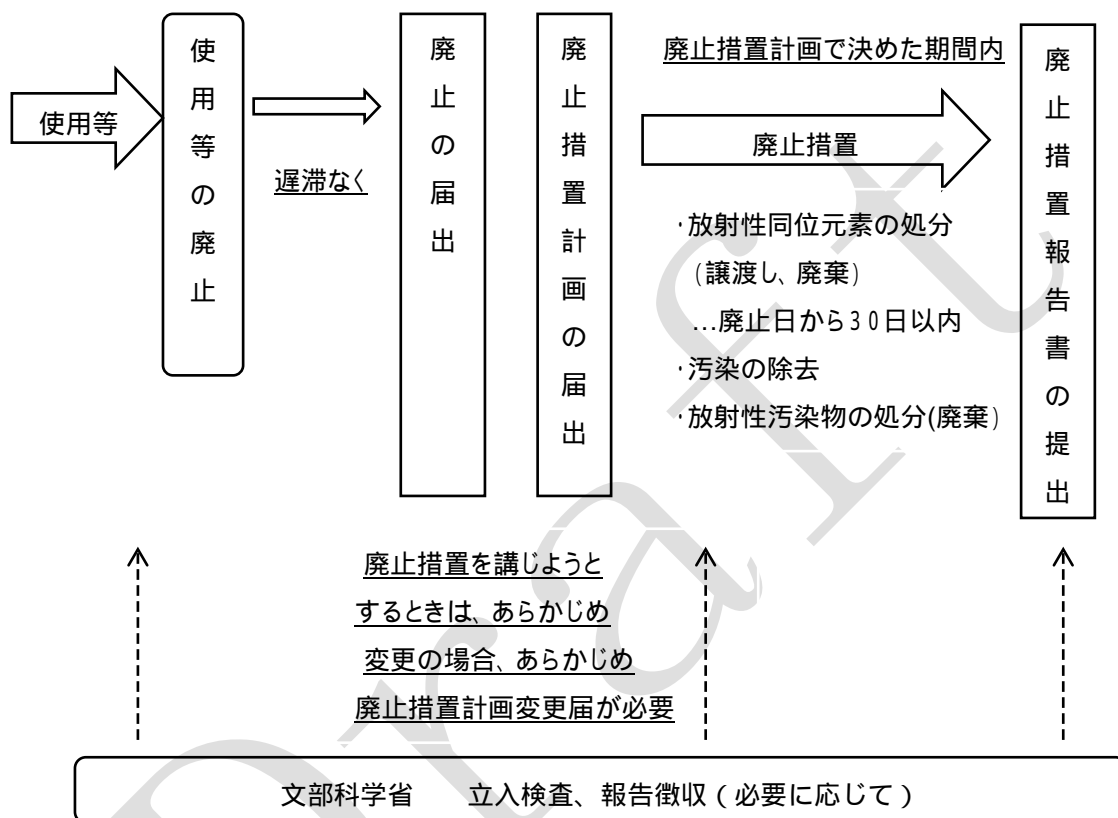 使用等
使用等の廃止
遅滞なく
廃止の届出
廃止措置計画の届出
廃止措置を講じようと
するときは、あらかじめ
変更の場合、あらかじめ
廃止措置計画変更届が必要
廃止措置計画で決めた期間内
廃止措置
・放射性同位元素の処分
(譲渡し、廃棄)
…廃止日から30日以内
・汚染の除去
・放射性汚染物の処分(廃棄)
廃止措置報告書の提出
文部科学省　　立入検査、報告徴収(必要に応じて)
Draft